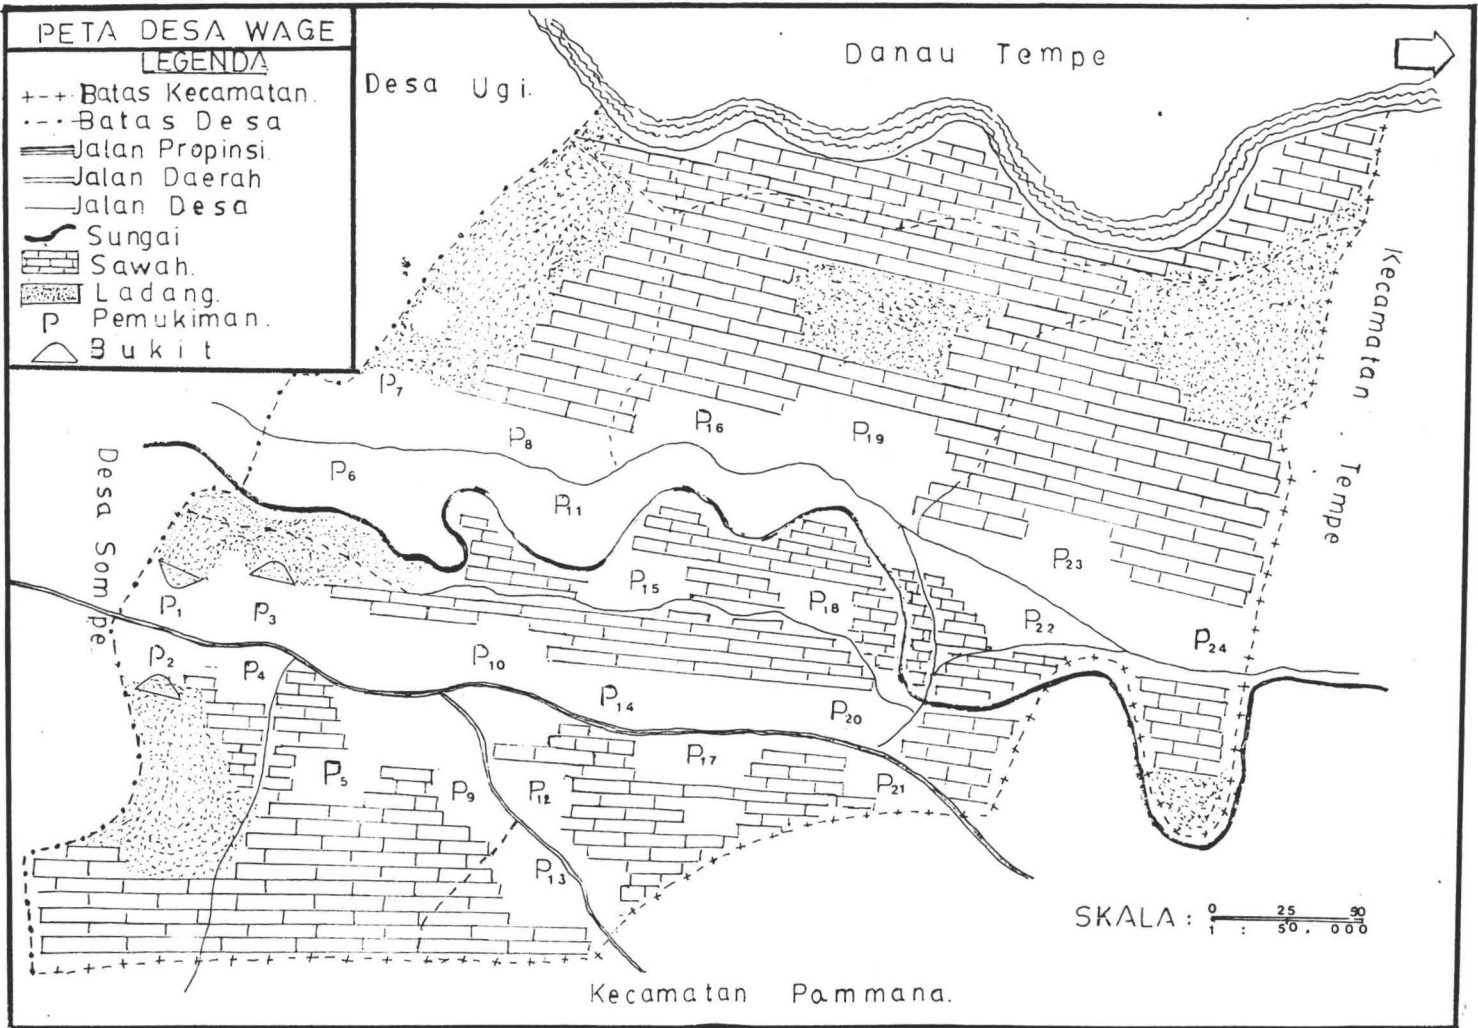 PETA DESA WAGE
LEGENDA
Batas Kecamatan.
Batas Desa
Jalan Propinsi.
Jalan Daerah
Jalan Desa
Sungai
Sawah.
Ladang.
P Pemukiman.
Bukit
Desa Ugi.
Danau Tempe
Kecamatan Tempe
Desa Sompe
P7
P8
P16
P19
P6
P11
P23
P15
P18
P1
P3
P22
P24
P2
P4
P10
P14
P20
P17
P5
P9
P12
P21
P13
SKALA: 0 25 50
1 : 50.000
Kecamatan Pammana.